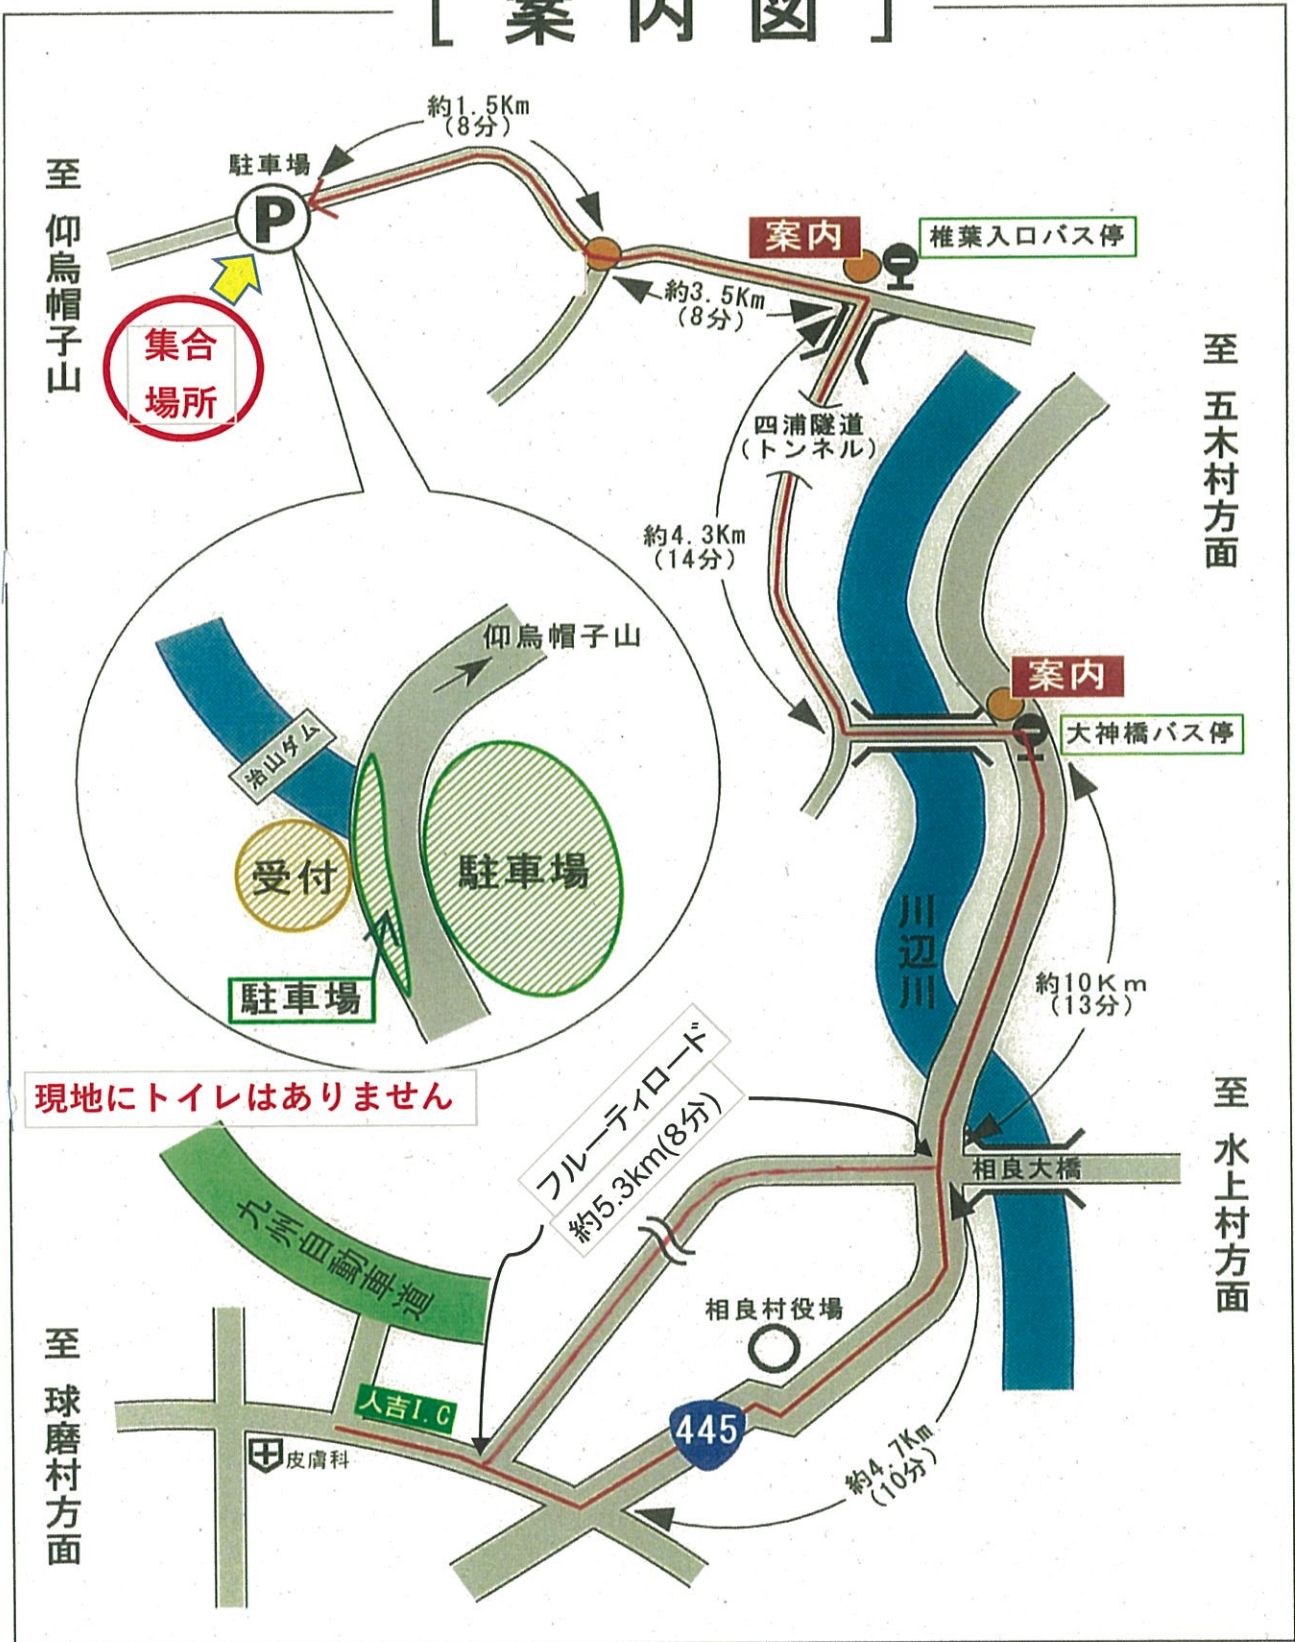 [案内図]
約1.5Km
(8分)
駐車場
P
至 仰烏帽子山
集合
場所
案内
椎葉入口バス停
約3.5Km
(8分)
四浦隧道
(トンネル)
至 五木村方面
約4.3Km
(14分)
仰烏帽子山
治山ダム
受付
駐車場
駐車場
案内
大神橋バス停
川辺川
約10Km
(13分)
現地にトイレはありません
フルーティロード
約5.3km(8分)
相良大橋
至 水上村方面
九州自動車道
相良村役場
人吉I.C
445
皮膚科
約4.7Km
(10分)
至 球磨村方面